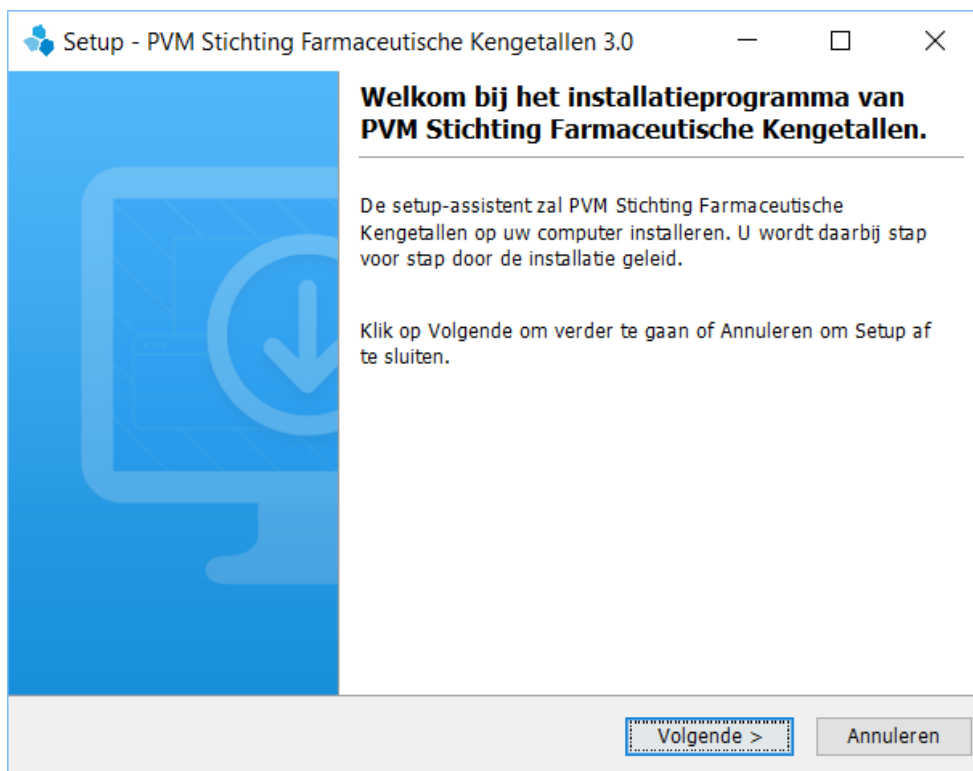 Setup - PVM Stichting Farmaceutische Kengetallen 3.0
Welkom bij het installatieprogramma van
PVM Stichting Farmaceutische Kengetallen.
De setup-assistent zal PVM Stichting Farmaceutische
Kengetallen op uw computer installeren. U wordt daarbij stap
voor stap door de installatie geleid.
Klik op Volgende om verder te gaan of Annuleren om Setup af
te sluiten.
Volgende >
Annuleren